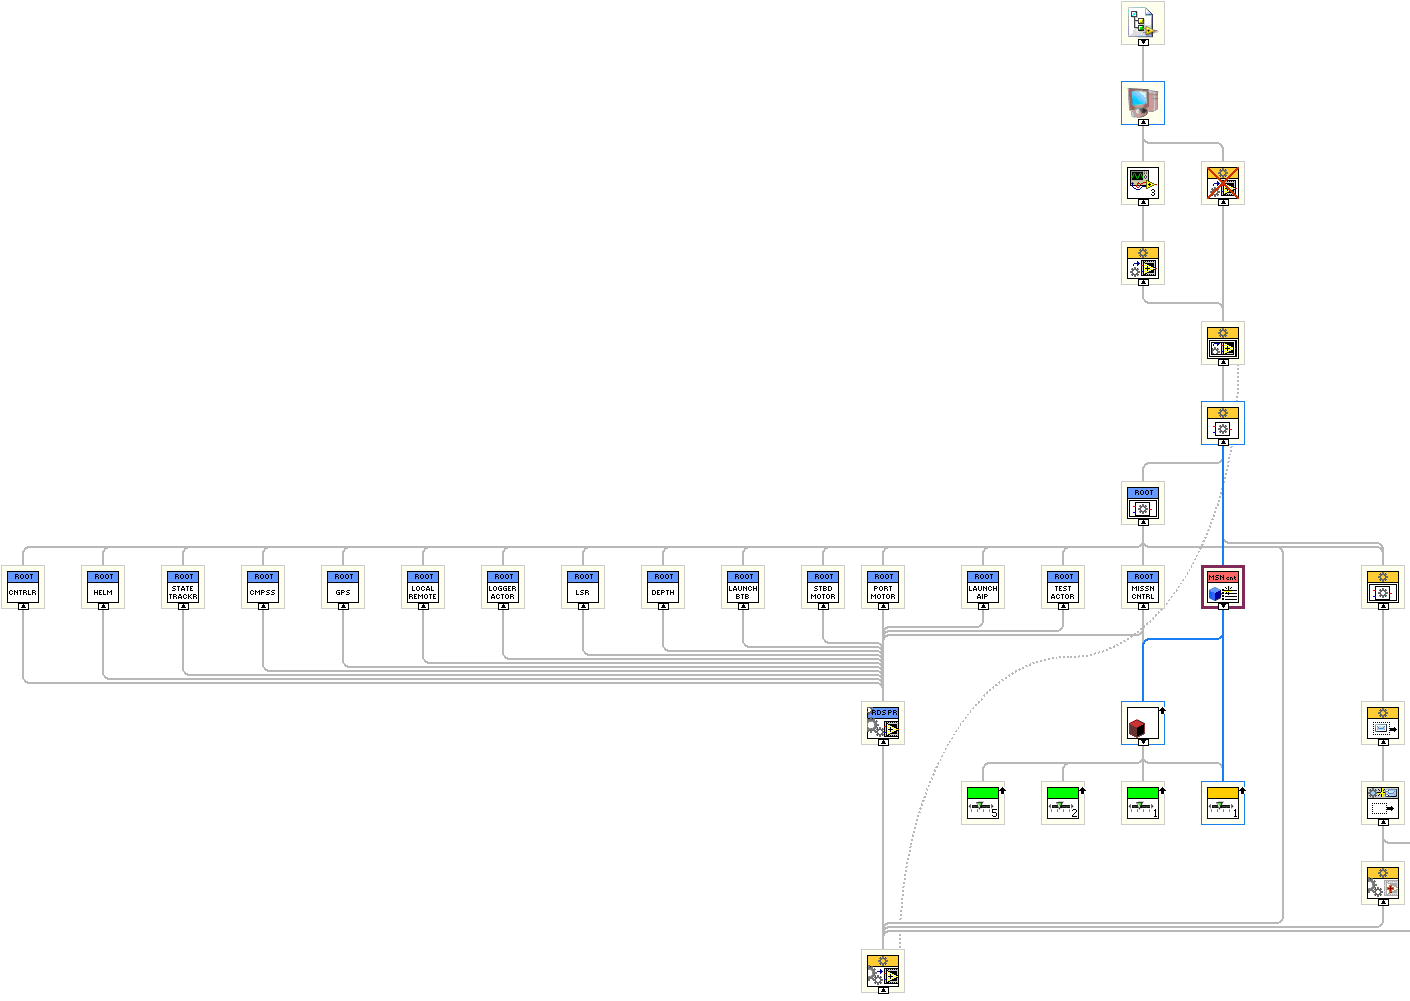 3
ROOT
ROOT
CNTRLR
ROOT
HELM
ROOT
STATE
TRACKR
ROOT
CMPSS
ROOT
GPS
ROOT
LOCAL
REMOTE
ROOT
LOGGER
ACTOR
ROOT
LSR
ROOT
DEPTH
ROOT
LAUNCH
BTB
ROOT
STBD
MOTOR
ROOT
PORT
MOTOR
ROOT
LAUNCH
AIP
ROOT
TEST
ACTOR
ROOT
MISSN
CNTRL
MSN cnt
RDSPR
5
2
1
1